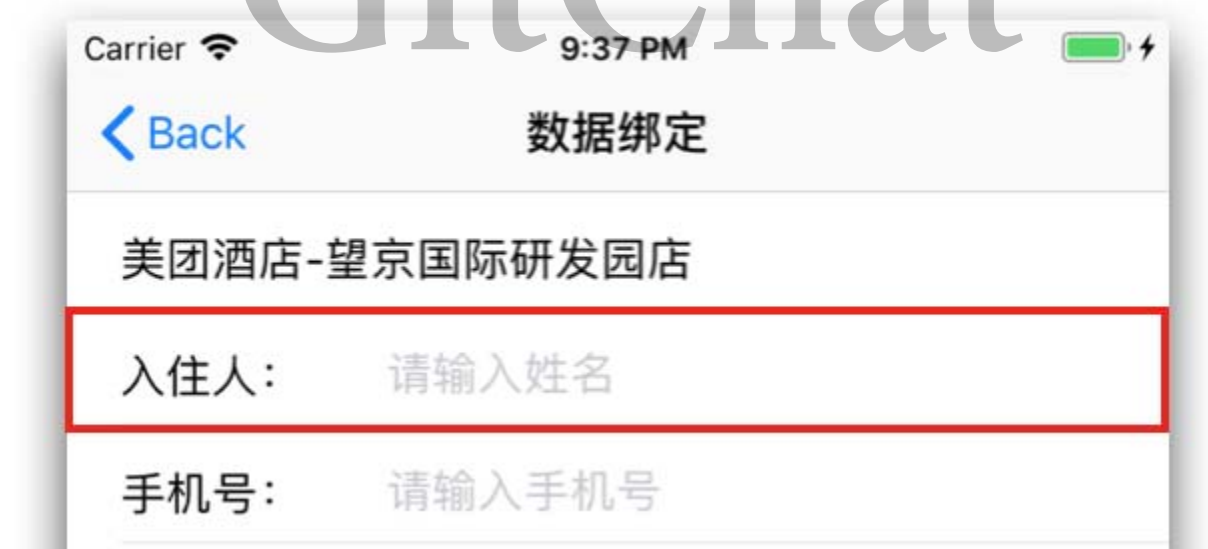 GitChat
Carrier 9:37 PM
Back 数据绑定
美团酒店-望京国际研发园店
入住人： 请输入姓名
手机号： 请输入手机号